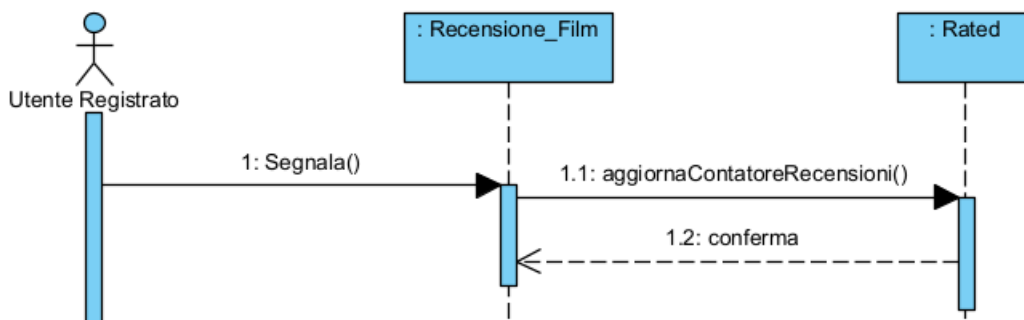 : Recensione_Film
: Rated
Utente Registrato
1: Segnala()
1.1: aggiornaContatoreRecensioni()
1.2: conferma